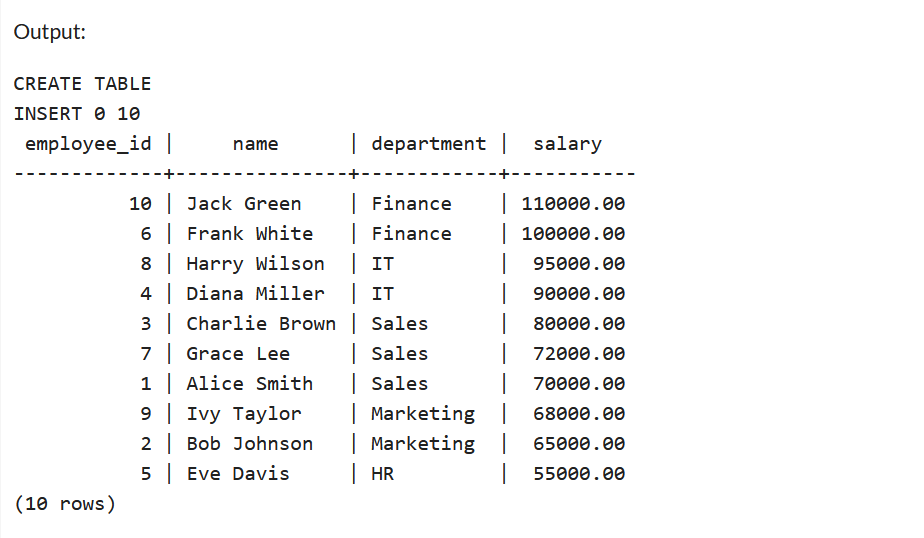 Output:
CREATE TABLE
INSERT 0 10
 employee_id |     name      | department |  salary
-------------+---------------+------------+-----------
          10 | Jack Green    | Finance    | 110000.00
           6 | Frank White   | Finance    | 100000.00
           8 | Harry Wilson  | IT         |  95000.00
           4 | Diana Miller  | IT         |  90000.00
           3 | Charlie Brown | Sales      |  80000.00
           7 | Grace Lee     | Sales      |  72000.00
           1 | Alice Smith   | Sales      |  70000.00
           9 | Ivy Taylor    | Marketing  |  68000.00
           2 | Bob Johnson   | Marketing  |  65000.00
           5 | Eve Davis     | HR         |  55000.00
(10 rows)